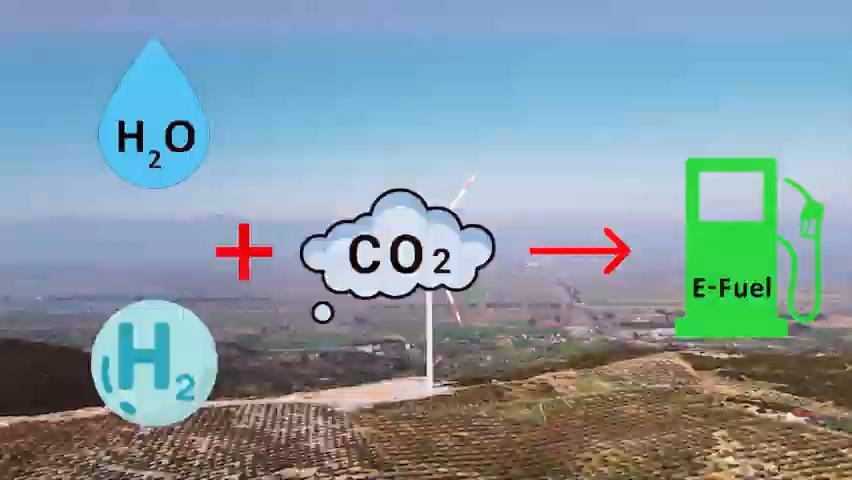 H₂O
CO₂
E-Fuel
H₂